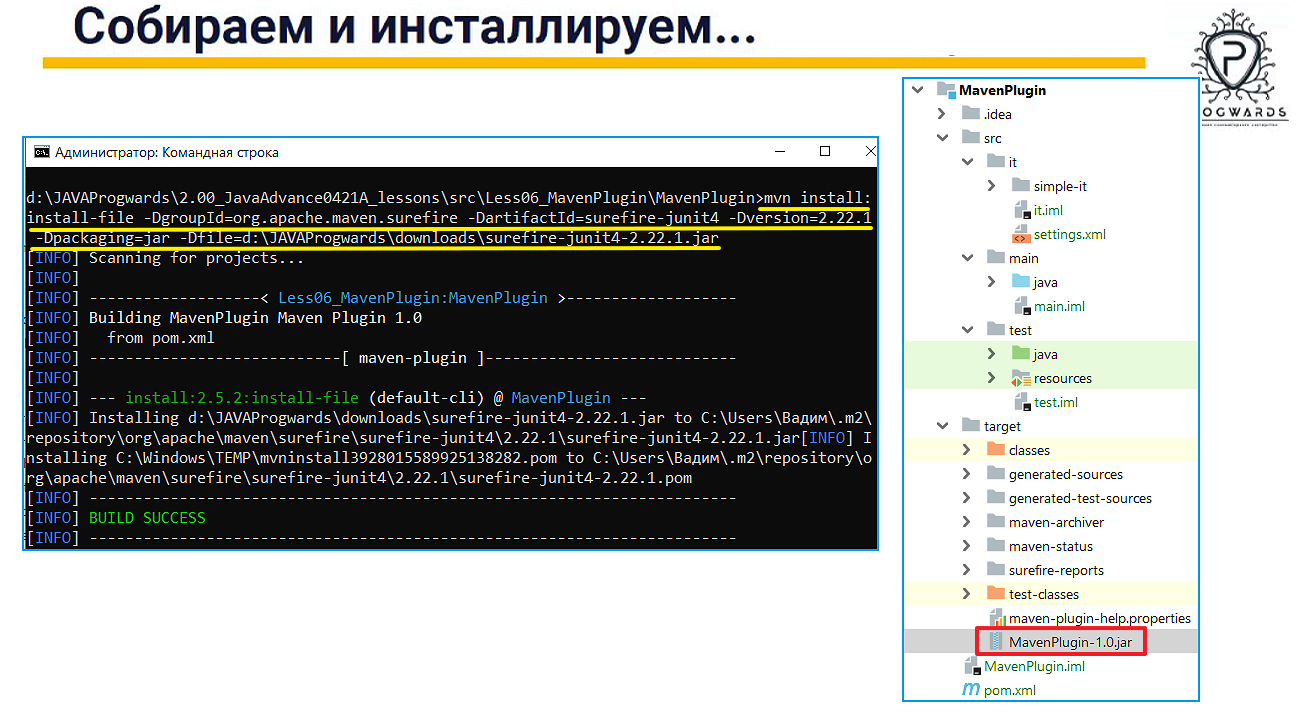 Собираем и инсталлируем...
OGWARDS
Администратор: Командная строка
d:\JAVAProgwards\2.00_JavaAdvance0421A_lessons\src\Less06_MavenPlugin\MavenPlugin>mvn install:
install-file -DgroupId=org.apache.maven.surefire -DartifactId=surefire-junit4 -Dversion=2.22.1
-Dpackaging=jar -Dfile=d:\JAVAProgwards\downloads\surefire-junit4-2.22.1.jar
[INFO] Scanning for projects...
[INFO]
[INFO] -------------------< Less06_MavenPlugin:MavenPlugin >-------------------
[INFO] Building MavenPlugin Maven Plugin 1.0
[INFO]   from pom.xml
[INFO] ----------------------------[ maven-plugin ]----------------------------
[INFO]
[INFO] --- install:2.5.2:install-file (default-cli) @ MavenPlugin ---
[INFO] Installing d:\JAVAProgwards\downloads\surefire-junit4-2.22.1.jar to C:\Users\Вадим\.m2\
repository\org\apache\maven\surefire\surefire-junit4\2.22.1\surefire-junit4-2.22.1.jar[INFO] I
nstalling C:\Windows\TEMP\mvninstall3928015589925138282.pom to C:\Users\Вадим\.m2\repository\o
rg\apache\maven\surefire\surefire-junit4\2.22.1\surefire-junit4-2.22.1.pom
[INFO] ------------------------------------------------------------------------
[INFO] BUILD SUCCESS
[INFO] ------------------------------------------------------------------------
MavenPlugin
.idea
src
it
simple-it
it.iml
settings.xml
main
java
main.iml
test
java
resources
test.iml
target
classes
generated-sources
generated-test-sources
maven-archiver
maven-status
surefire-reports
test-classes
maven-plugin-help.properties
MavenPlugin-1.0.jar
MavenPlugin.iml
pom.xml